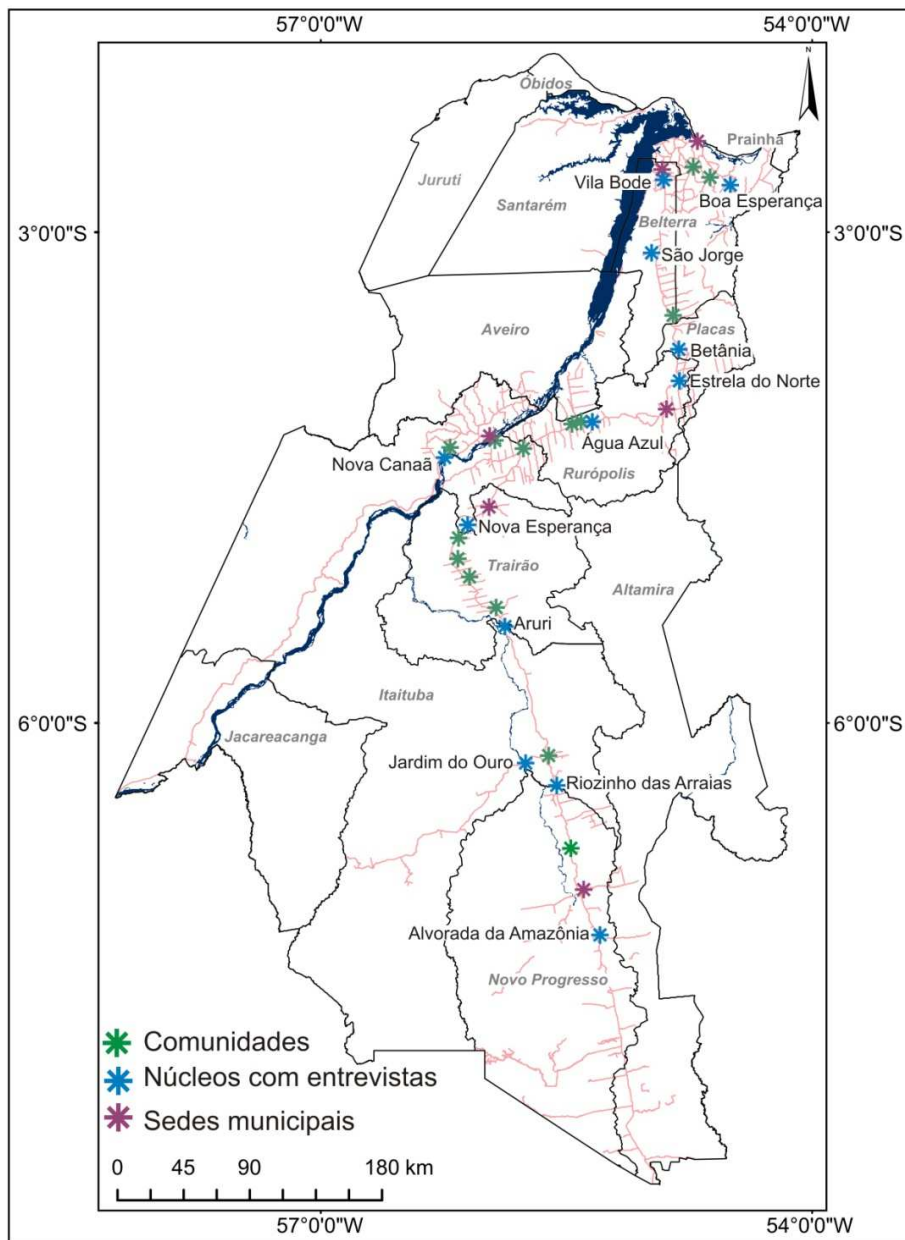 57°0'0"W
54°0'0"W
N
Óbidos
Prainha
Juruti
Vila Bode
Santarém
Boa Esperança
Belterra
3°0'0"S
3°0'0"S
São Jorge
Aveiro
Placas
Betânia
Estrela do Norte
Água Azul
Nova Canaã
Rurópolis
Nova Esperança
Trairão
Altamira
Aruri
Itaituba
6°0'0"S
6°0'0"S
Jacareacanga
Jardim do Ouro
Riozinho das Arraias
Alvorada da Amazônia
Novo Progresso
Comunidades
Núcleos com entrevistas
Sedes municipais
0 45 90 180 km
57°0'0"W
54°0'0"W